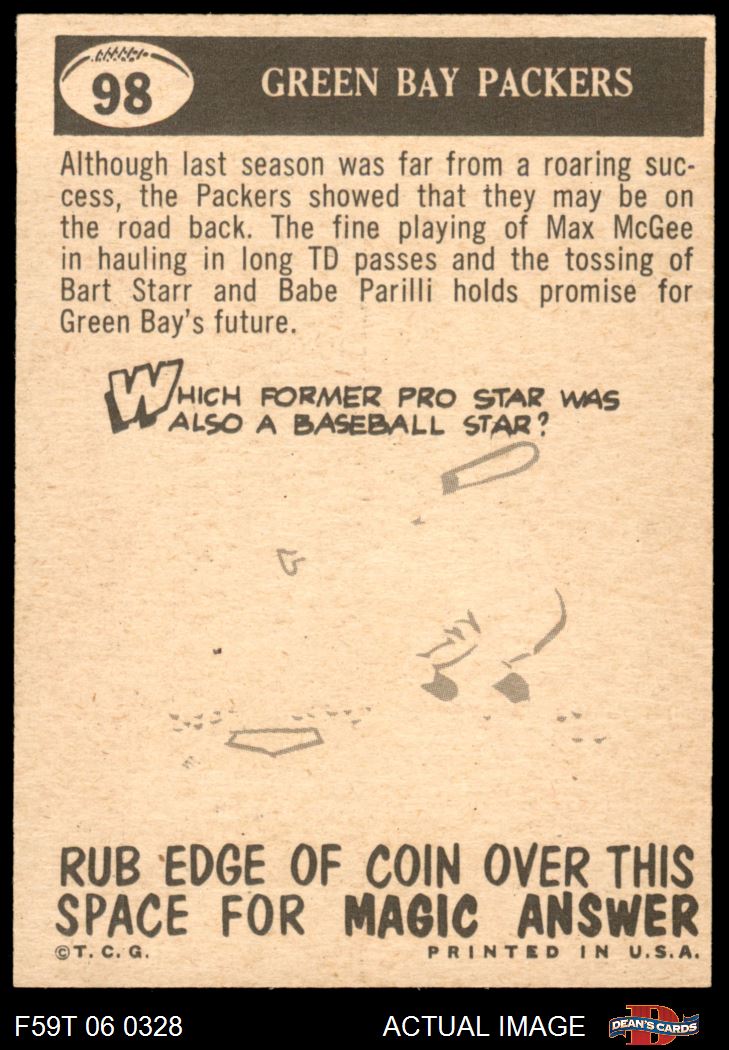 98
GREEN BAY PACKERS
Although last season was far from a roaring suc-
cess, the Packers showed that they may be on
the road back. The fine playing of Max McGee
in hauling in long TD passes and the tossing of
Bart Starr and Babe Parilli holds promise for
Green Bay's future.
WHICH FORMER PRO STAR WAS
ALSO A BASEBALL STAR?
RUB EDGE OF COIN OVER THIS
SPACE FOR MAGIC ANSWER
©T. C. G.
PRINTED IN U.S.A.
F59T 06 0328
ACTUAL IMAGE
D
DEAN'S CARDS